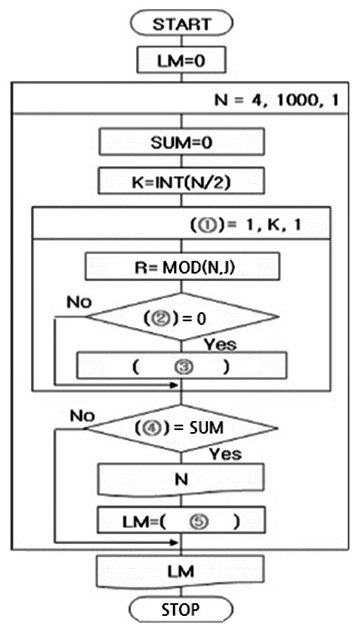 START
LM=0
N = 4, 1000, 1
SUM=0
K=INT(N/2)
(①)= 1, K, 1
R= MOD(N,J)
No
(②) = 0
Yes
( ③ )
No
(④) = SUM
Yes
N
LM=( ⑤ )
LM
STOP